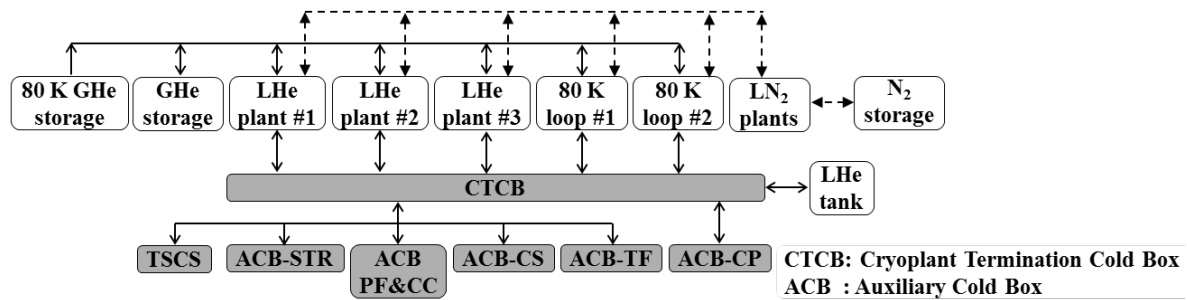 80 K GHe
storage
GHe
storage
LHe
plant #1
LHe
plant #2
LHe
plant #3
80 K
loop #1
80 K
loop #2
LN₂
plants
N₂
storage
CTCB
LHe
tank
TSCS
ACB-STR
ACB
PF&CC
ACB-CS
ACB-TF
ACB-CP
CTCB: Cryoplant Termination Cold Box
ACB : Auxiliary Cold Box